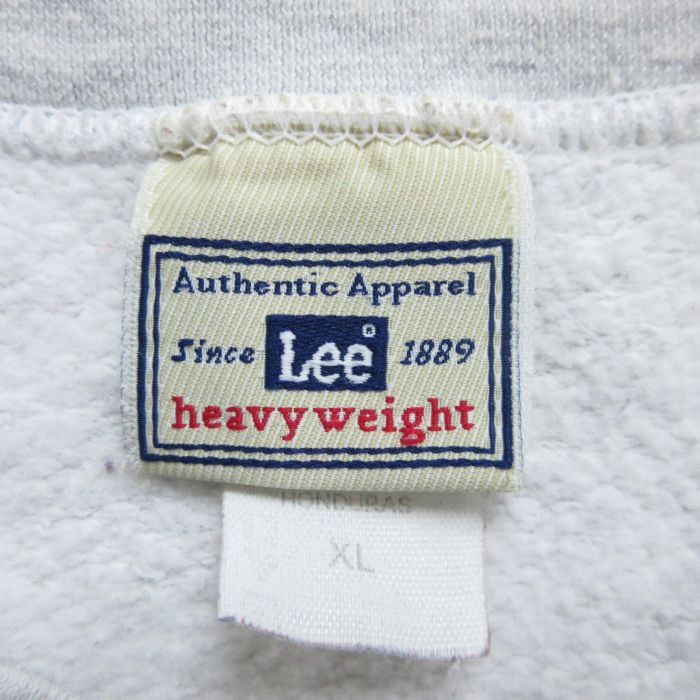 Authentic Apparel
Since Lee® 1889
heavyweight
HONDURAS
XL